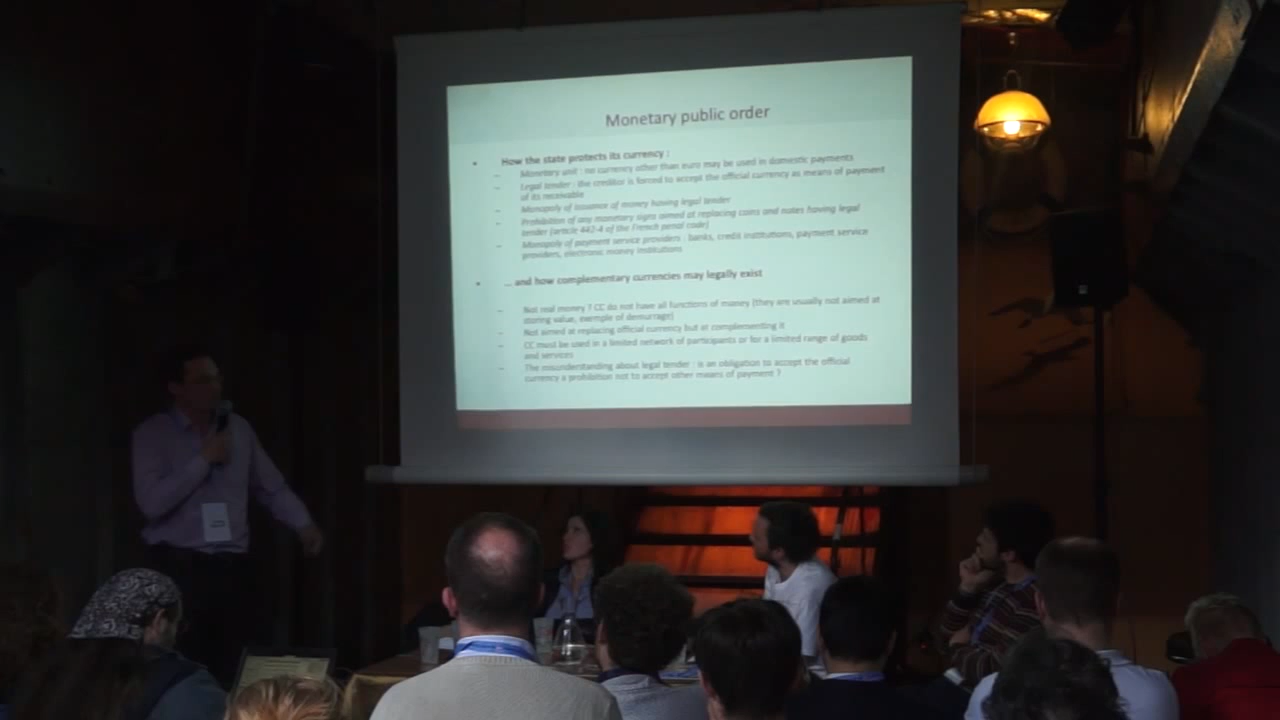 Monetary public order
• How the state protects its currency :
– Monetary unit : no currency other than euro may be used in domestic payments
– Legal tender : the creditor is forced to accept the official currency as means of payment
of its receivable
– Monopoly of issuance of money having legal tender
– Prohibition of any monetary signs aimed at replacing coins and notes having legal
tender (article 442-4 of the French penal code)
– Monopoly of payment service providers : banks, credit institutions, payment service
providers, electronic money institutions
• ... and how complementary currencies may legally exist
– Not real money ? CC do not have all functions of money (they are usually not aimed at
storing value, exemple of demurrage)
– Not aimed at replacing official currency but at complementing it
– CC must be used in a limited network of participants or for a limited range of goods
and services
– The misunderstanding about legal tender : is an obligation to accept the official
currency a prohibition not to accept other means of payment ?